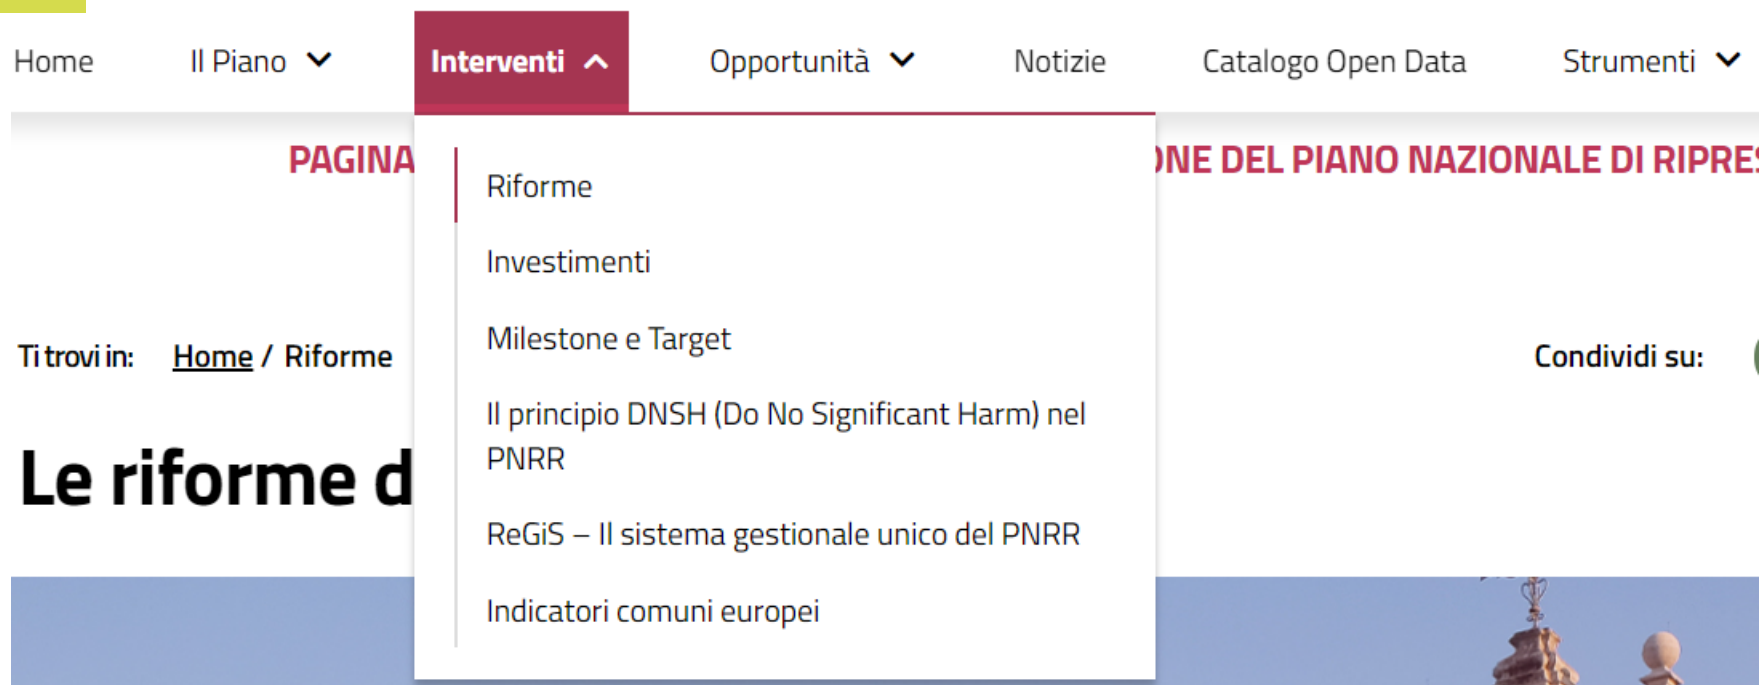 Home Il Piano Interventi Opportunità Notizie Catalogo Open Data Strumenti
PAGINA DEL PIANO NAZIONALE DI
Riforme
Investimenti
Milestone e Target
Ti trovi in: Home / Riforme
Condividi su:
Il principio DNSH (Do No Significant Harm) nel
PNRR
Le riforme
ReGiS – Il sistema gestionale unico del PNRR
Indicatori comuni europei